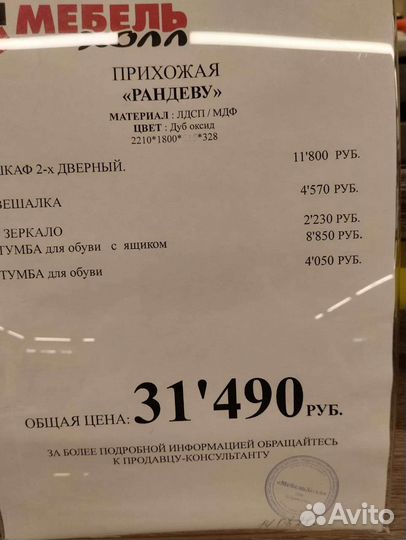 МЕБЕЛЬ
ХОЛЛ
ПРИХОЖАЯ
«РАНДЕВУ»
МАТЕРИАЛ : ЛДСП / МДФ
ЦВЕТ : Дуб оксид
2210*1800* *328
ШКАФ 2-х ДВЕРНЫЙ. 11'800 РУБ.
ВЕШАЛКА 4'570 РУБ.
ЗЕРКАЛО 2'230 РУБ.
ТУМБА для обуви с ящиком 8'850 РУБ.
ТУМБА для обуви 4'050 РУБ.
ОБЩАЯ ЦЕНА: 31'490 РУБ.
ЗА БОЛЕЕ ПОДРОБНОЙ ИНФОРМАЦИЕЙ ОБРАЩАЙТЕСЬ
К ПРОДАВЦУ-КОНСУЛЬТАНТУ
«МебельХолл»
Avito